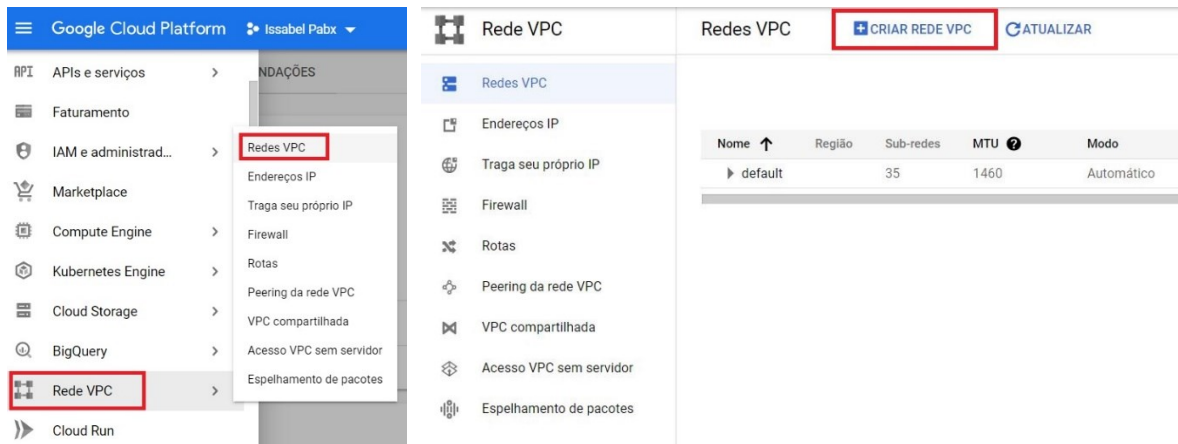 Google Cloud Platform Issabel Pabx
API APIs e serviços
NDAÇÕES
Faturamento
IAM e administrad...
Marketplace
Compute Engine
Kubernetes Engine
Cloud Storage
BigQuery
Rede VPC
Cloud Run
Redes VPC
Endereços IP
Traga seu próprio IP
Firewall
Rotas
Peering da rede VPC
VPC compartilhada
Acesso VPC sem servidor
Espelhamento de pacotes
Rede VPC
Redes VPC
Endereços IP
Traga seu próprio IP
Firewall
Rotas
Peering da rede VPC
VPC compartilhada
Acesso VPC sem servidor
Espelhamento de pacotes
Redes VPC CRIAR REDE VPC ATUALIZAR
Nome Região Sub-redes MTU ? Modo
default 35 1460 Automático